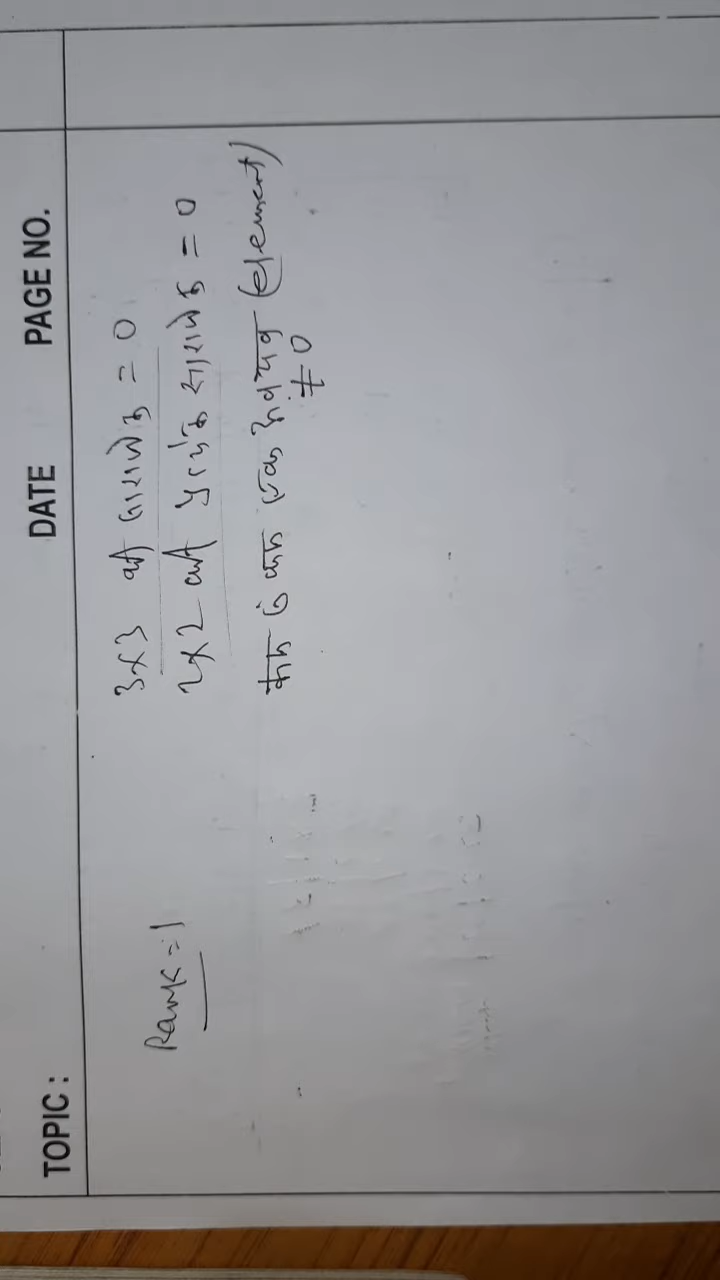 TOPIC : DATE PAGE NO.
3×3 की सारणिक = 0
Rank = 1
2×2 की प्रत्येक सारणिक = 0
कम से कम एक अवयव (element)
≠ 0